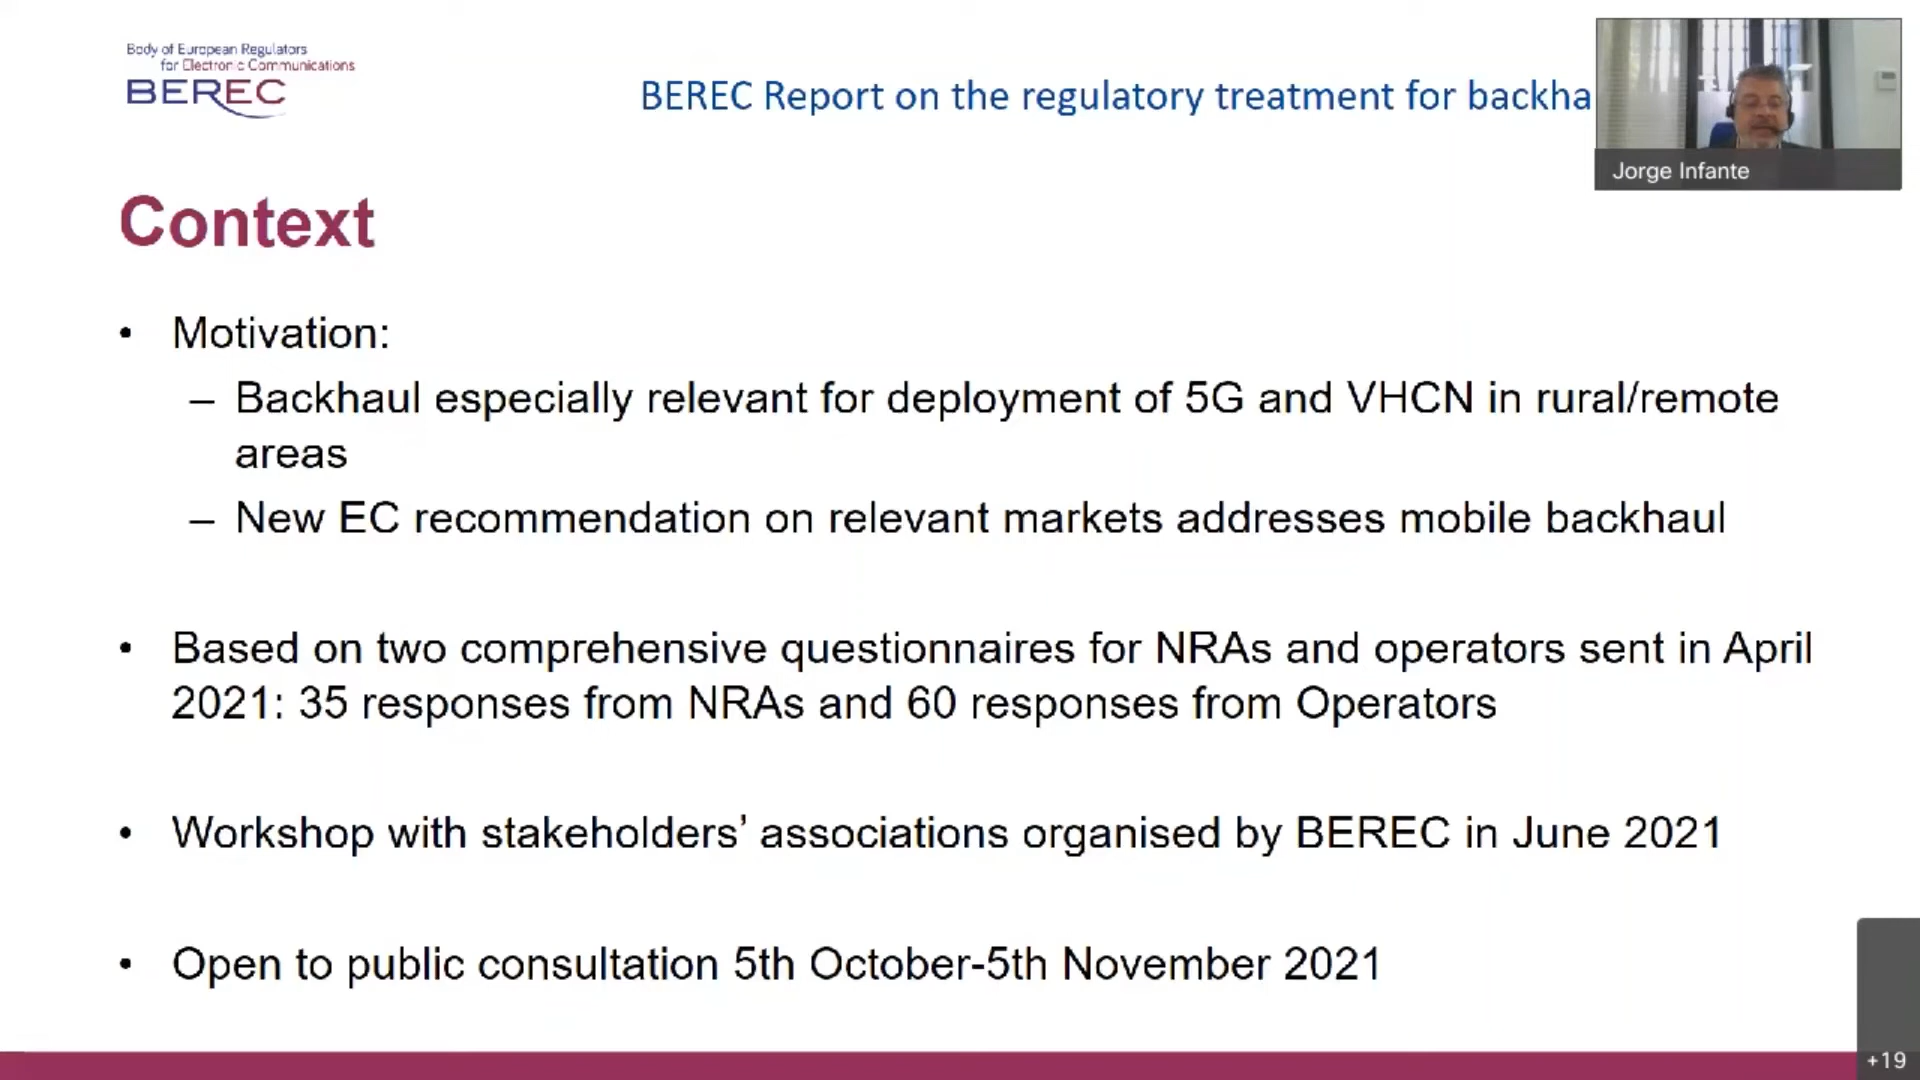 Body of European Regulators
for Electronic Communications
BEREC
BEREC Report on the regulatory treatment for backha
Jorge Infante
Context
• Motivation:
– Backhaul especially relevant for deployment of 5G and VHCN in rural/remote
areas
– New EC recommendation on relevant markets addresses mobile backhaul
• Based on two comprehensive questionnaires for NRAs and operators sent in April
2021: 35 responses from NRAs and 60 responses from Operators
• Workshop with stakeholders’ associations organised by BEREC in June 2021
• Open to public consultation 5th October-5th November 2021
+19